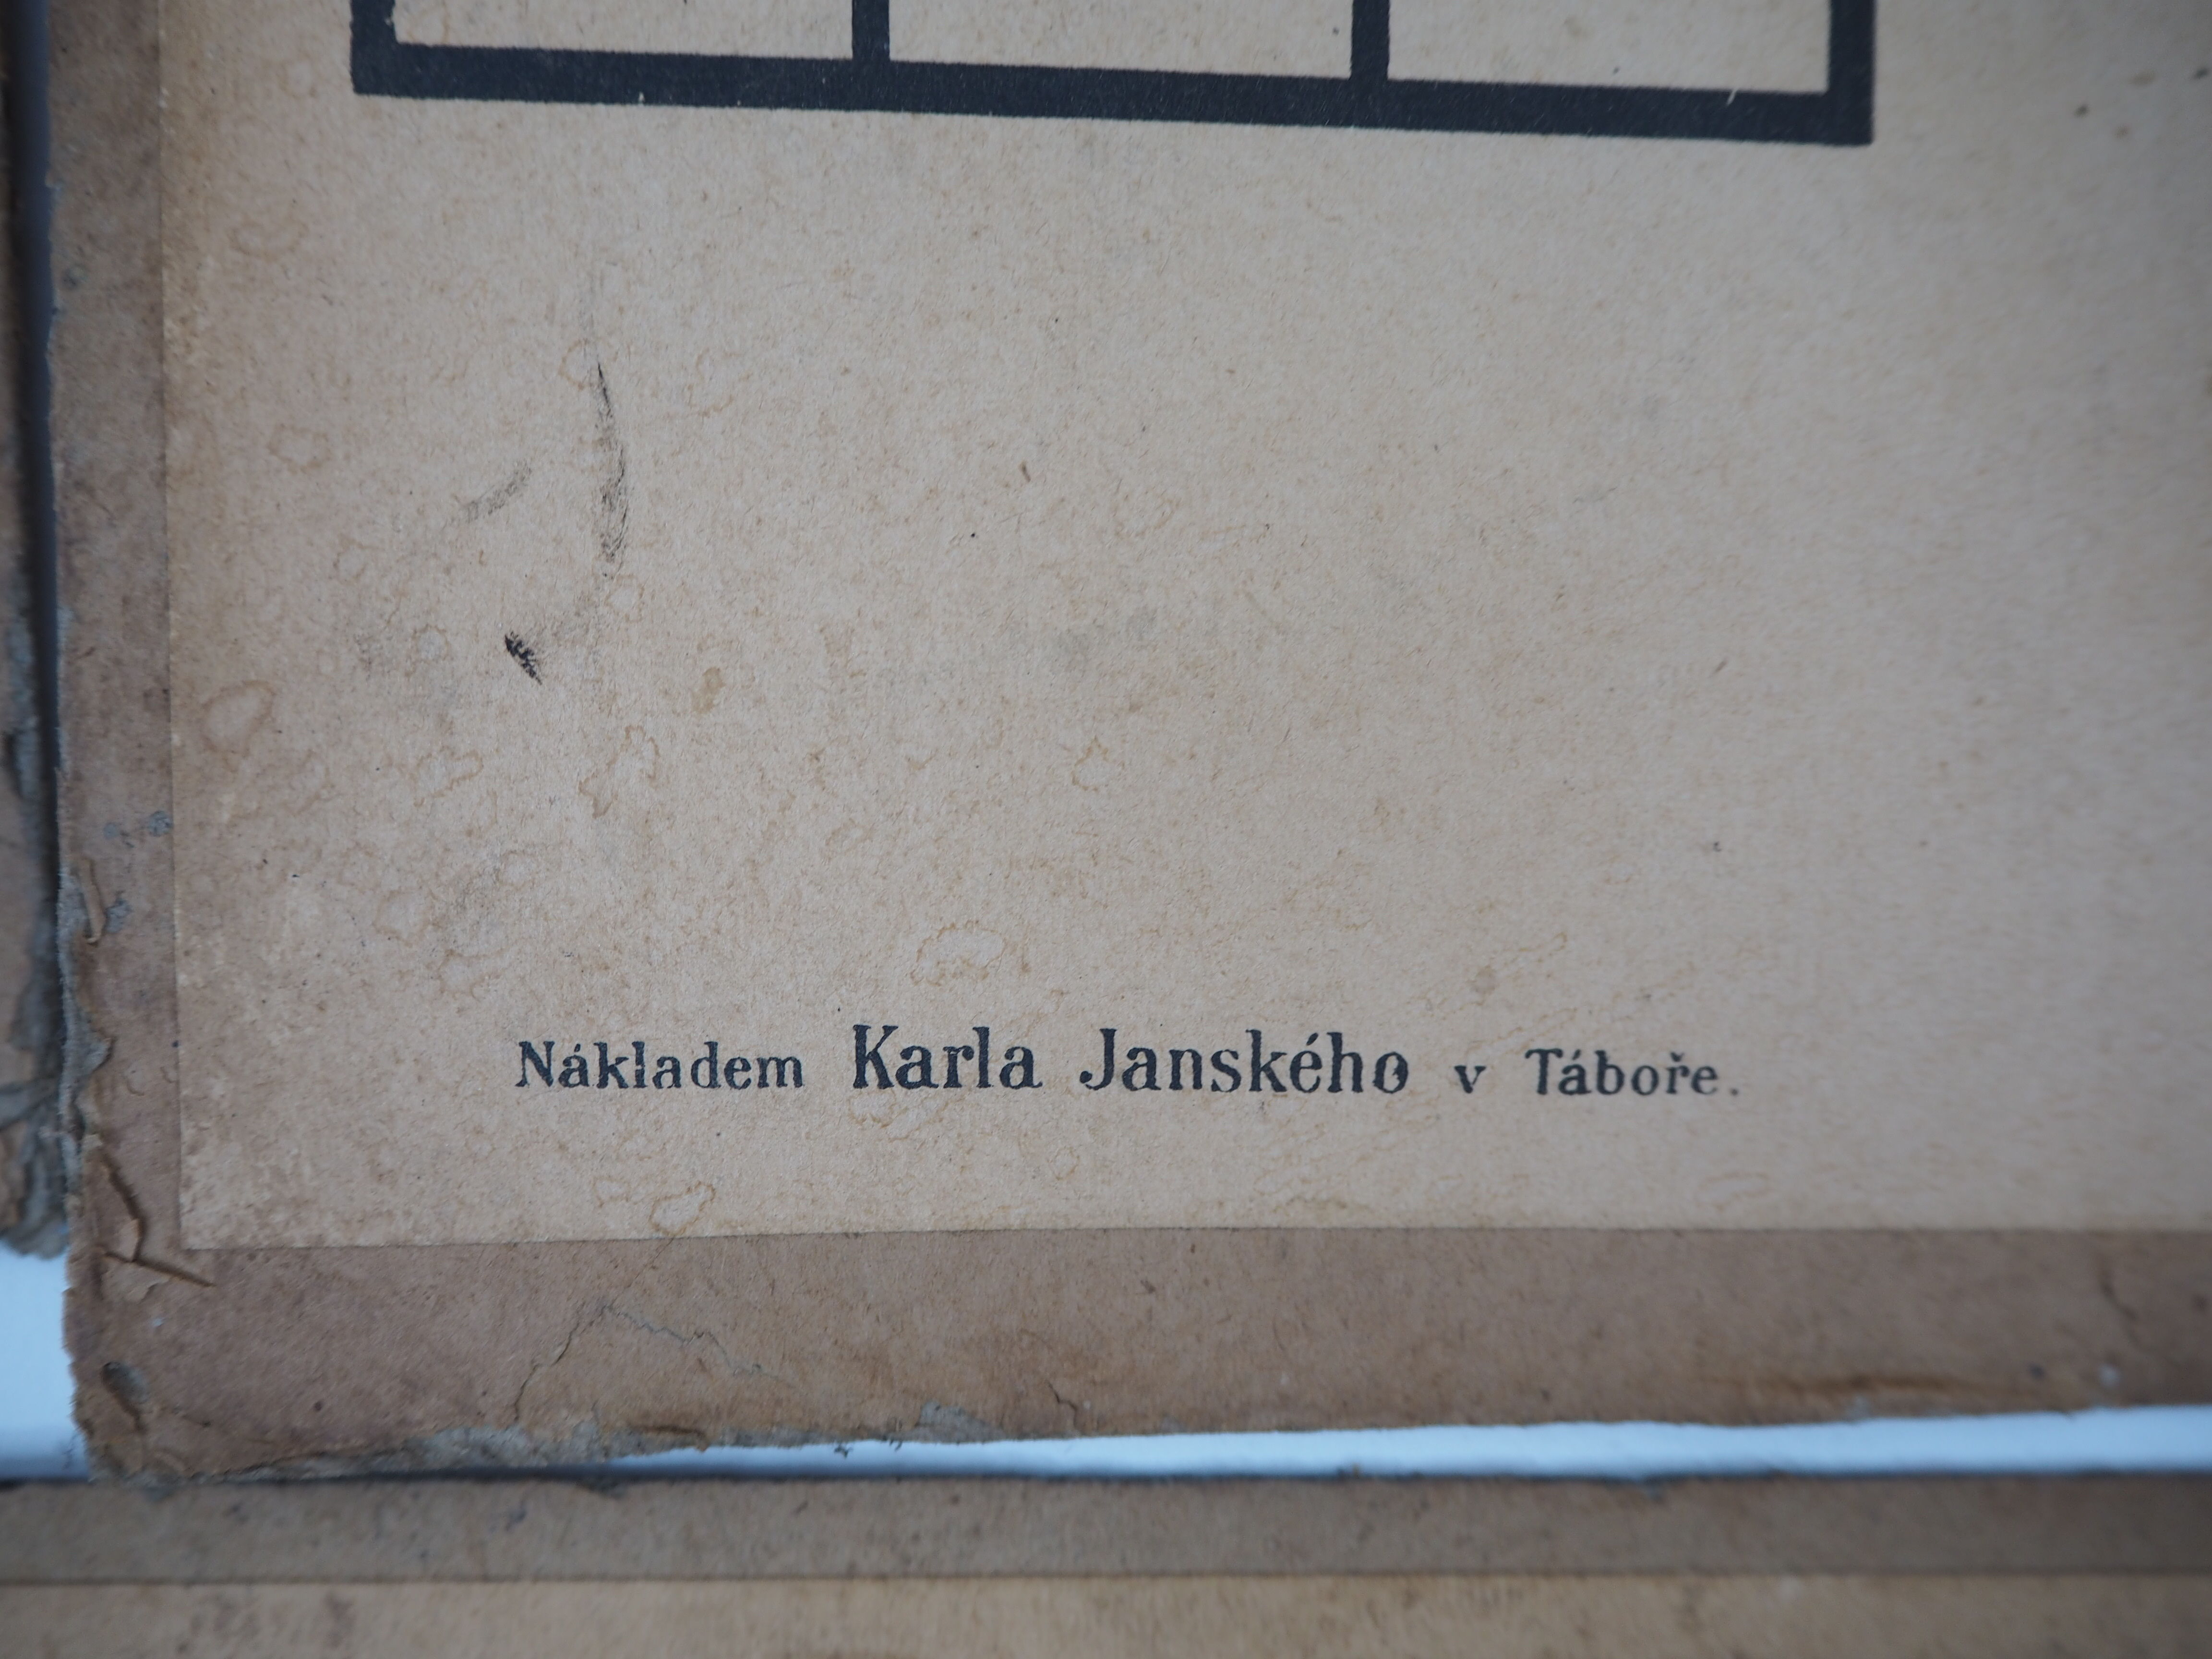 Nákladem Karla Janského v Táboře.